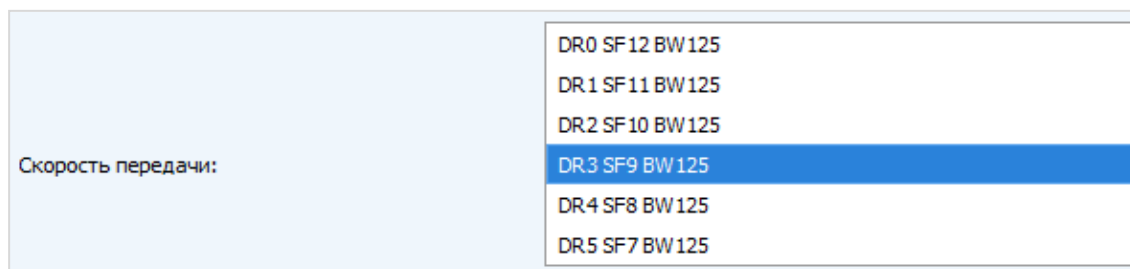 DR0 SF12 BW125
DR1 SF11 BW125
DR2 SF10 BW125
Скорость передачи:
DR3 SF9 BW125
DR4 SF8 BW125
DR5 SF7 BW125